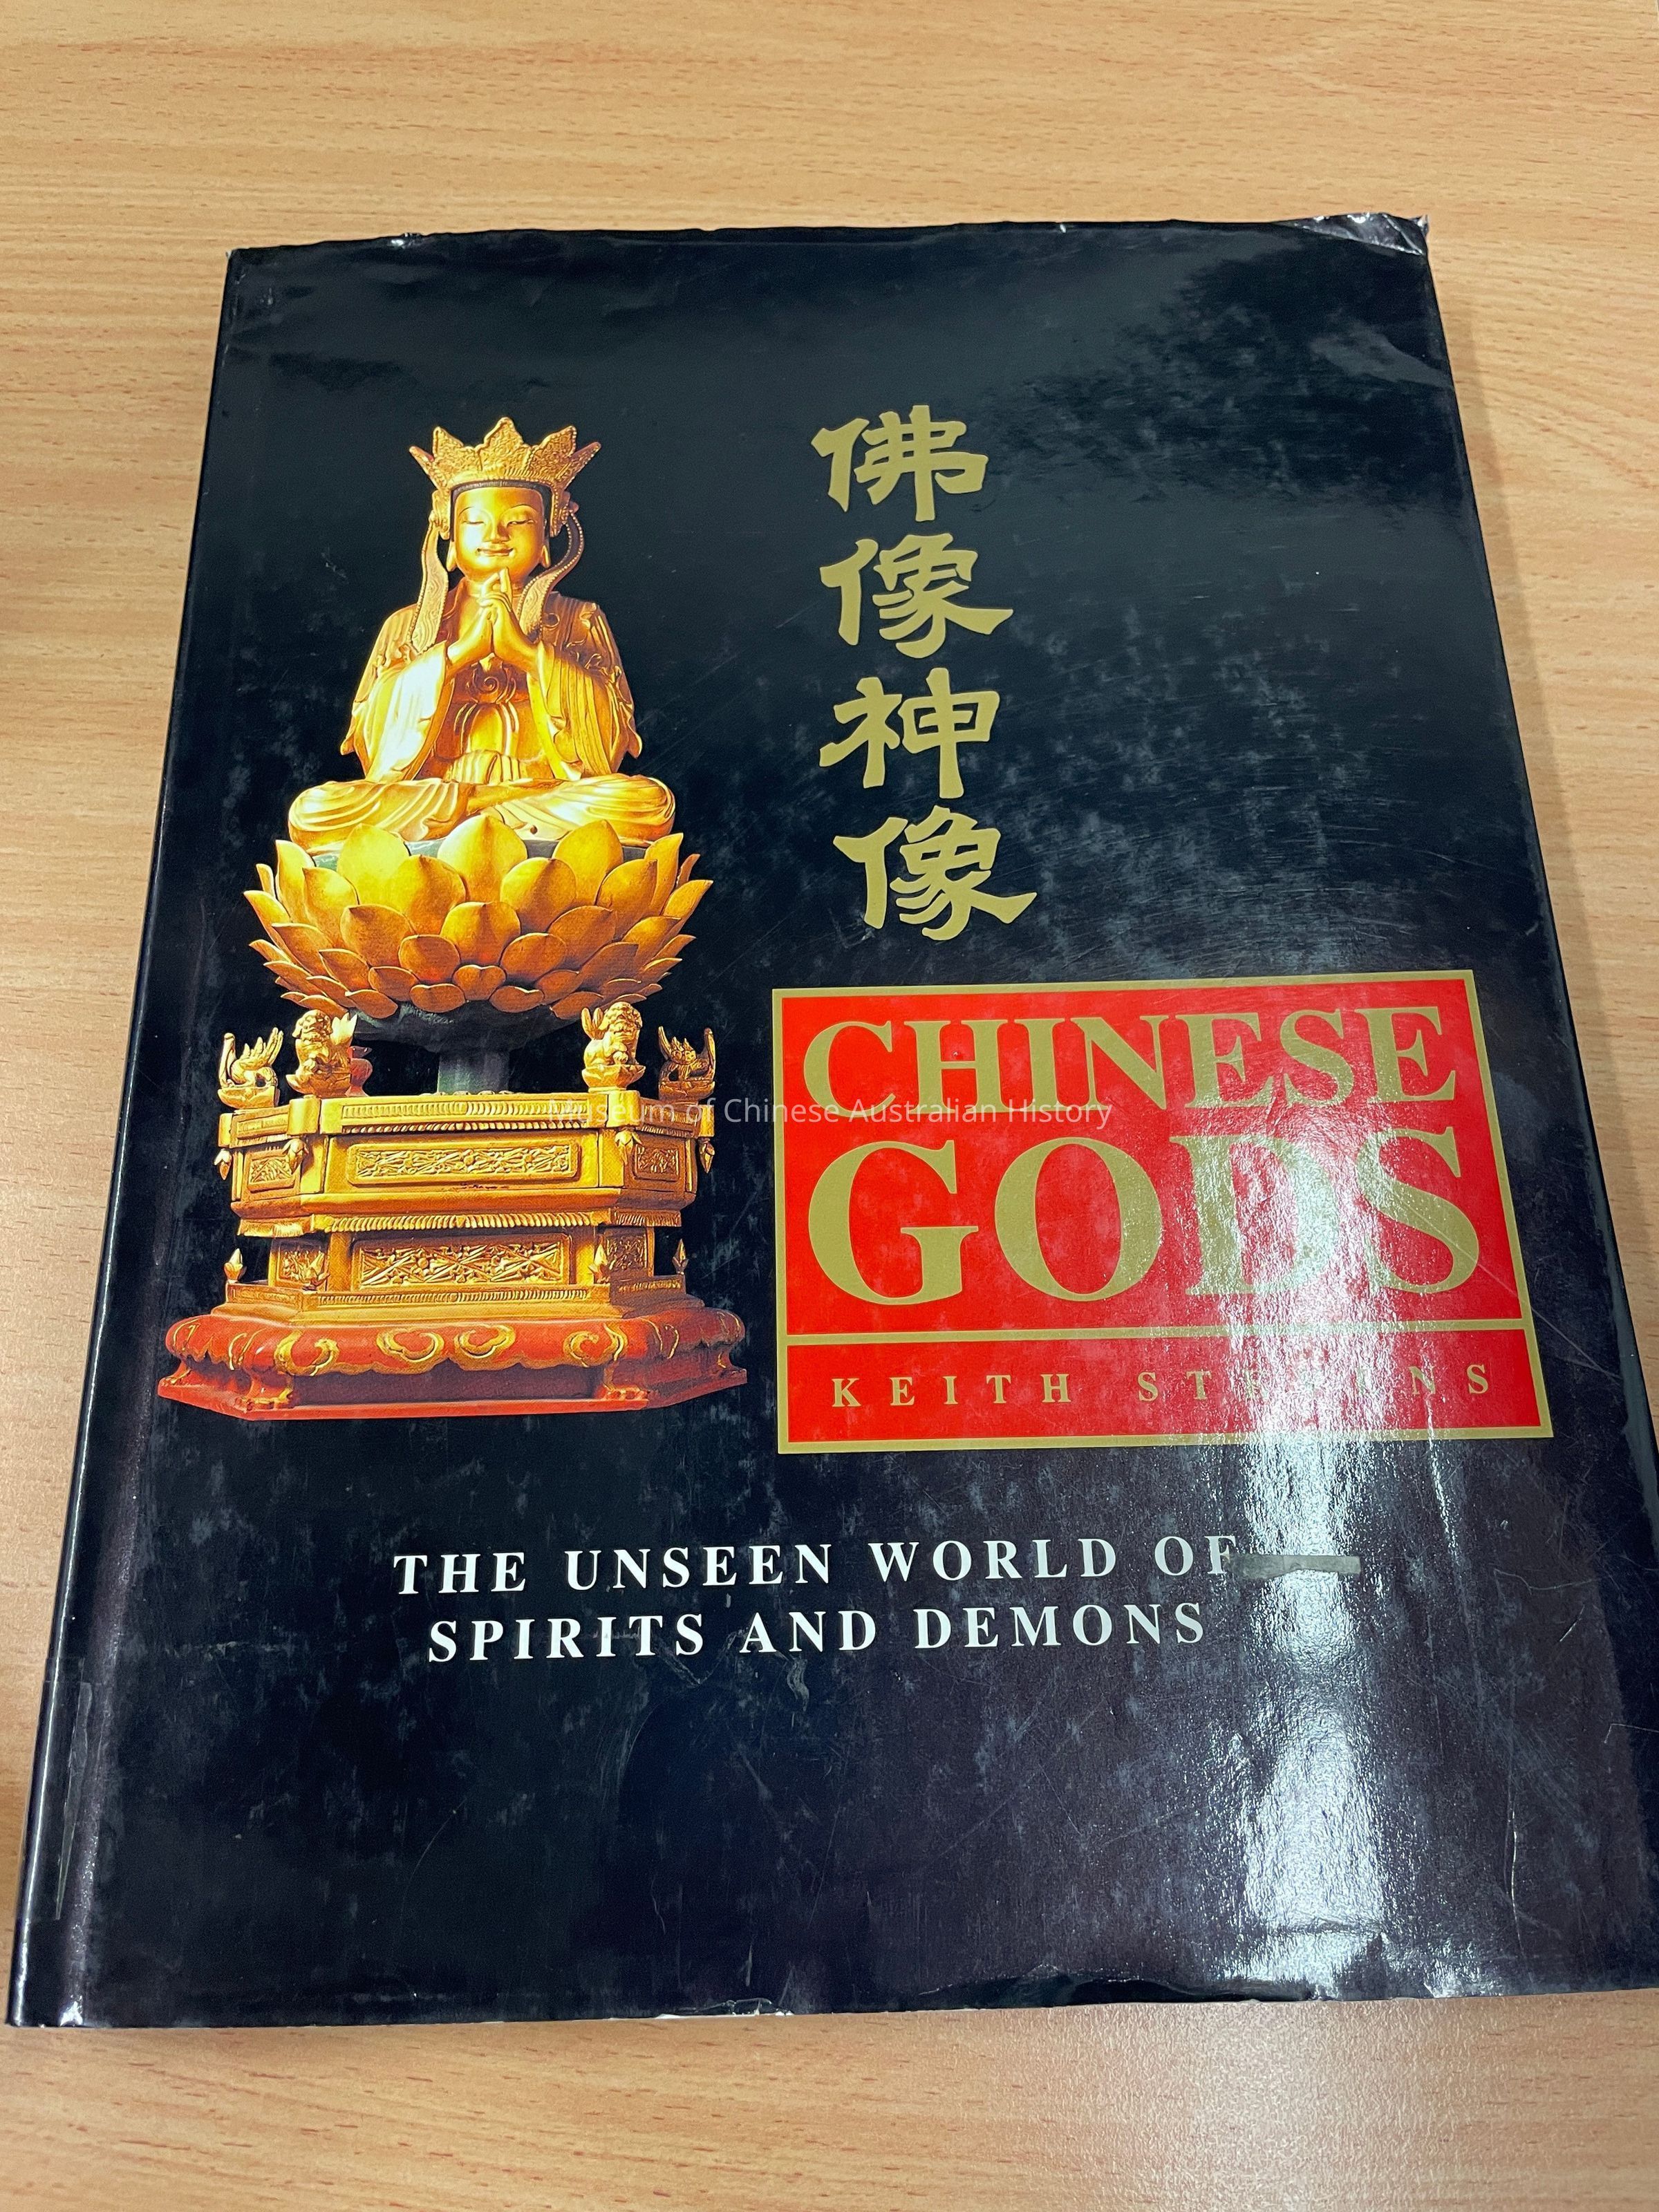 佛像神像
CHINESE
GODS
KEITH STEVENS
THE UNSEEN WORLD OF
SPIRITS AND DEMONS
Museum of Chinese Australian History